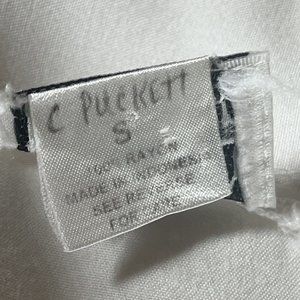 C PUCKETT
S
100% RAYON
MADE IN INDONESIA
SEE REVERSE
FOR CARE